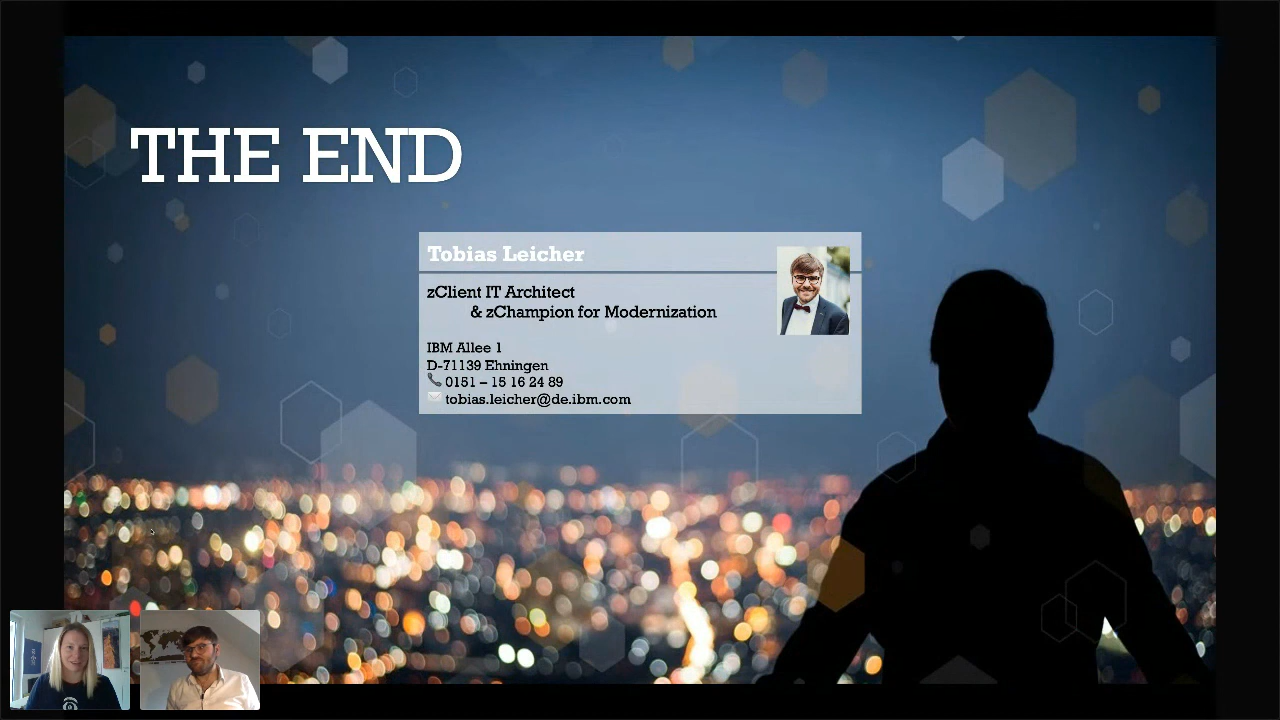 THE END
Tobias Leicher
zClient IT Architect
& zChampion for Modernization
IBM Allee 1
D-71139 Ehningen
0151 – 15 16 24 89
tobias.leicher@de.ibm.com